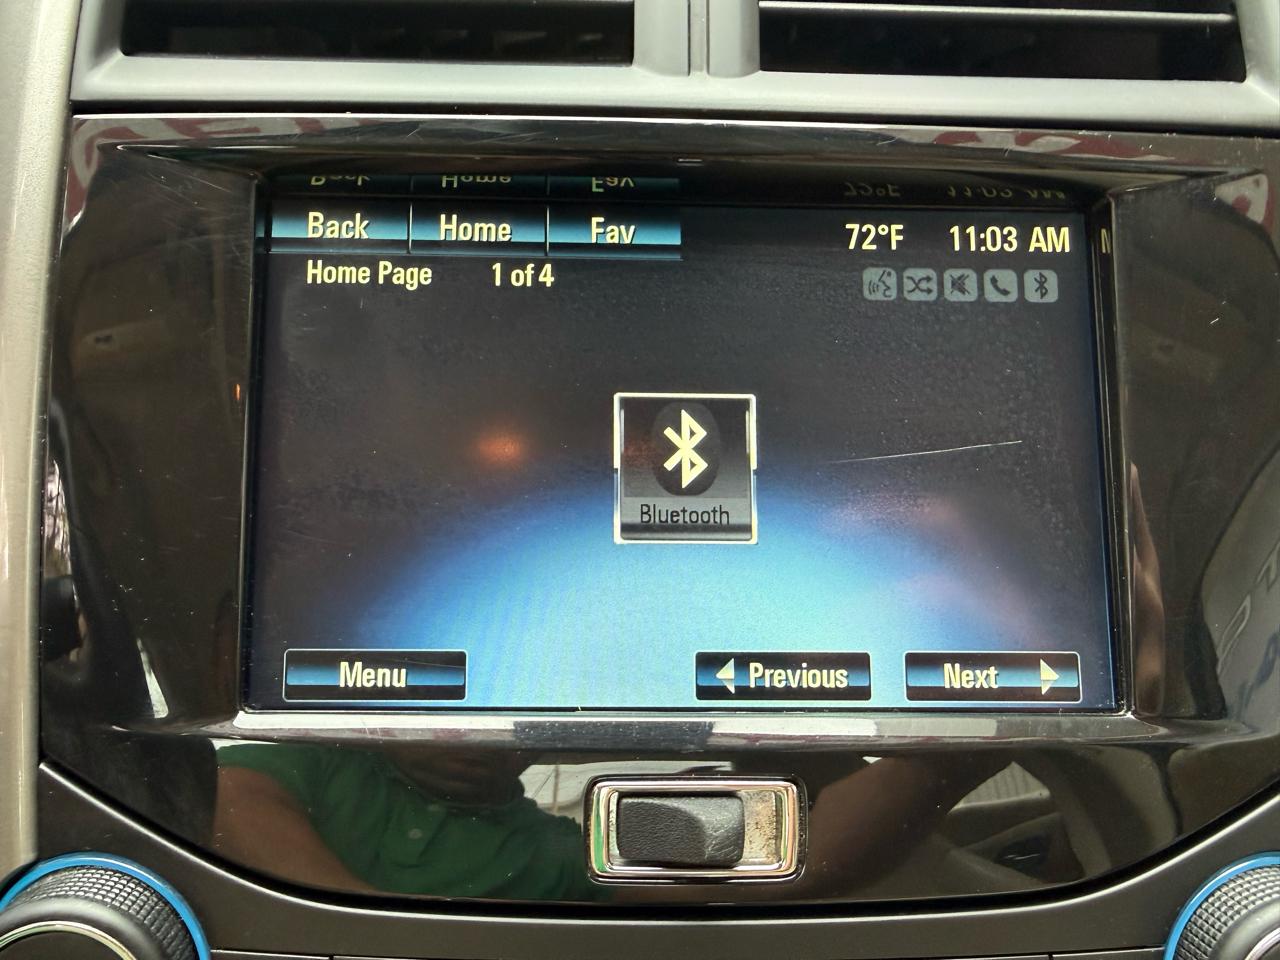 Back Home Fav 72°F 11:03 AM
Home Page 1 of 4
Bluetooth
Menu Previous Next